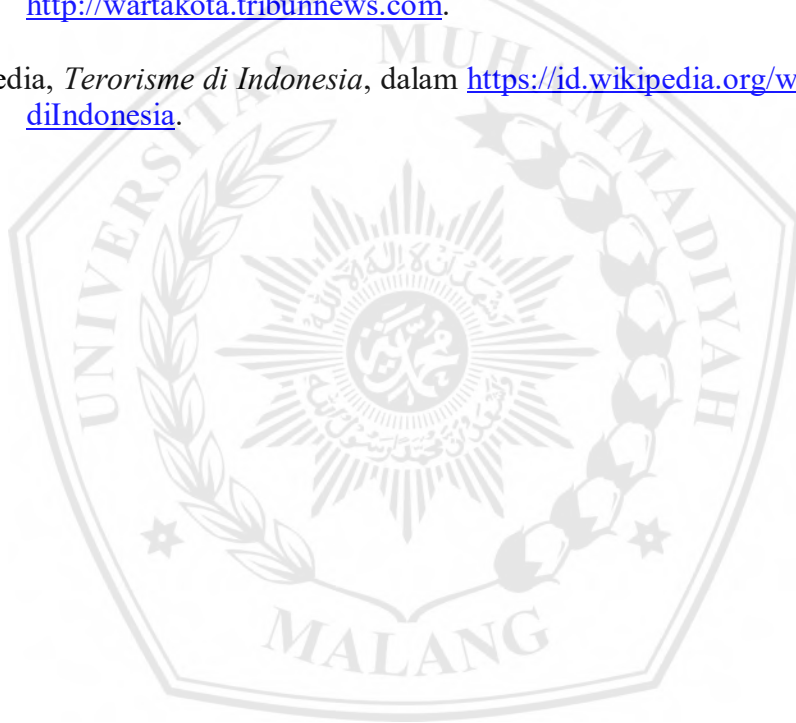 http://wartakota.tribunnews.com.
edia, Terorisme di Indonesia, dalam https://id.wikipedia.org/w
diIndonesia.
UNIVERSITAS MUHAMMADIYAH
MALANG